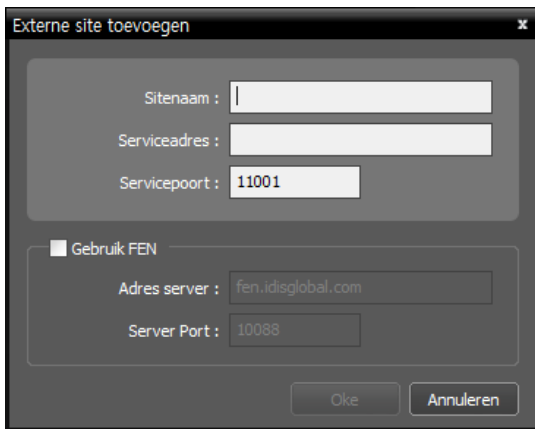 Externe site toevoegen x
Sitenaam :
Serviceadres :
Servicepoort : 11001
Gebruik FEN
Adres server : fen.idisglobal.com
Server Port : 10088
Oke Annuleren